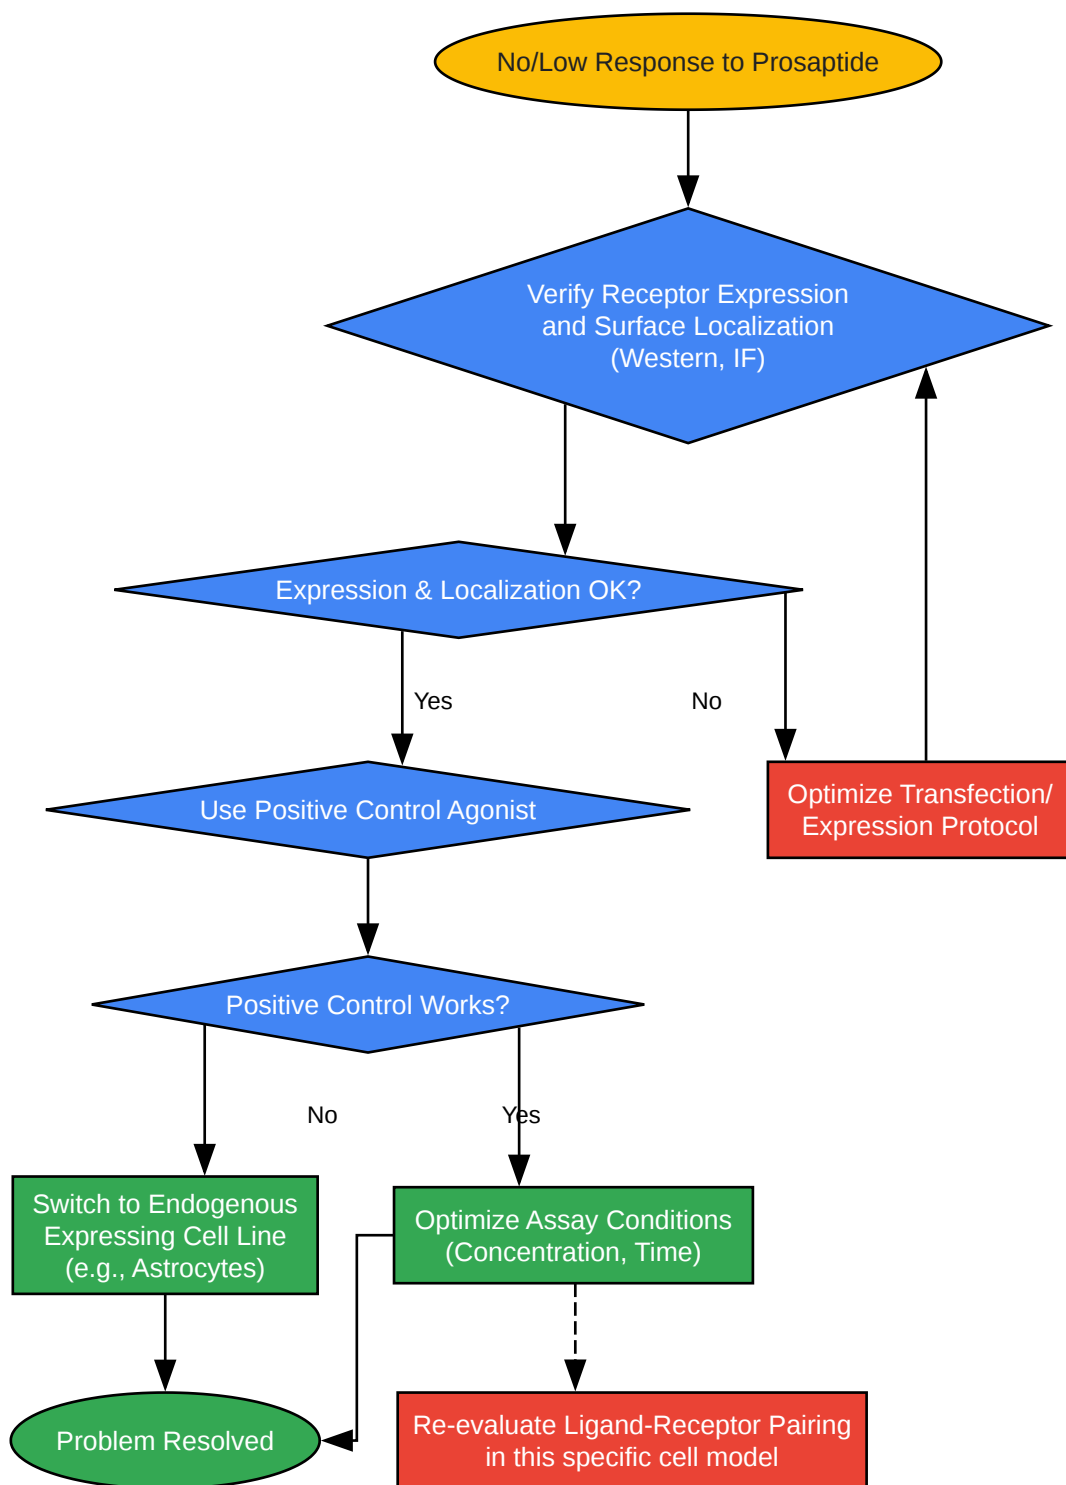 No/Low Response to Prosaptide
Verify Receptor Expression
and Surface Localization
(Western, IF)
Expression & Localization OK?
Yes
No
Use Positive Control Agonist
Optimize Transfection/
Expression Protocol
Positive Control Works?
No
Yes
Switch to Endogenous
Expressing Cell Line
(e.g., Astrocytes)
Optimize Assay Conditions
(Concentration, Time)
Problem Resolved
Re-evaluate Ligand-Receptor Pairing
in this specific cell model